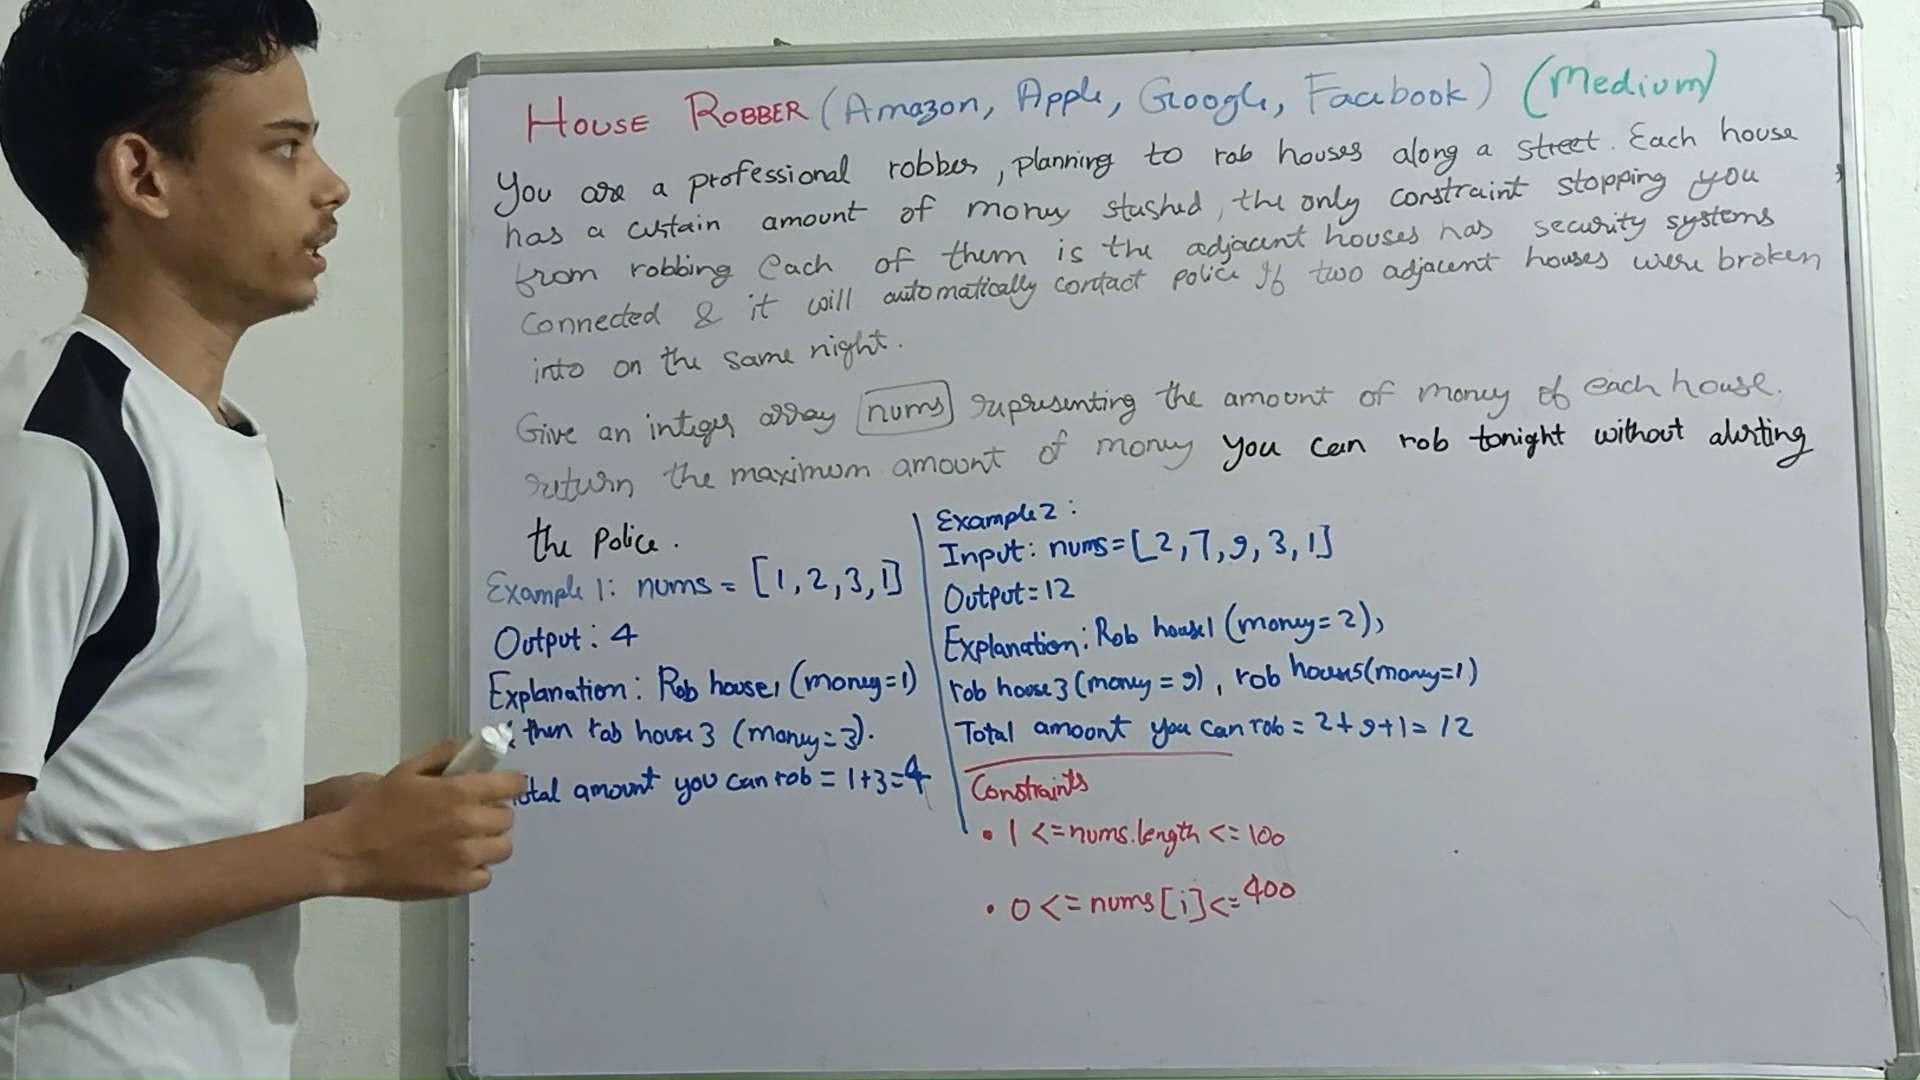 HOUSE ROBBER (Amazon, Apple, Google, Facebook) (Medium)
You are a professional robber, planning to rob houses along a street. Each house
has a certain amount of money stashed, the only constraint stopping you
from robbing each of them is the adjacent houses has security systems
connected & it will automatically contact police if two adjacent houses were broken
into on the same night.
Give an integer array nums representing the amount of money of each house.
return the maximum amount of money you can rob tonight without alerting
the police.
Example 1: nums = [1,2,3,1]
Output: 4
Explanation: Rob house1 (money=1)
& then rob house 3 (money=3).
Total amount you can rob = 1+3=4
Example 2:
Input: nums=[2,7,9,3,1]
Output=12
Explanation: Rob house1 (money=2),
rob house3 (money = 9), rob house5(money=1)
Total amount you can rob = 2+9+1=12
Constraints
• 1 <=nums.length <= 100
• 0 <= nums[i]<=400